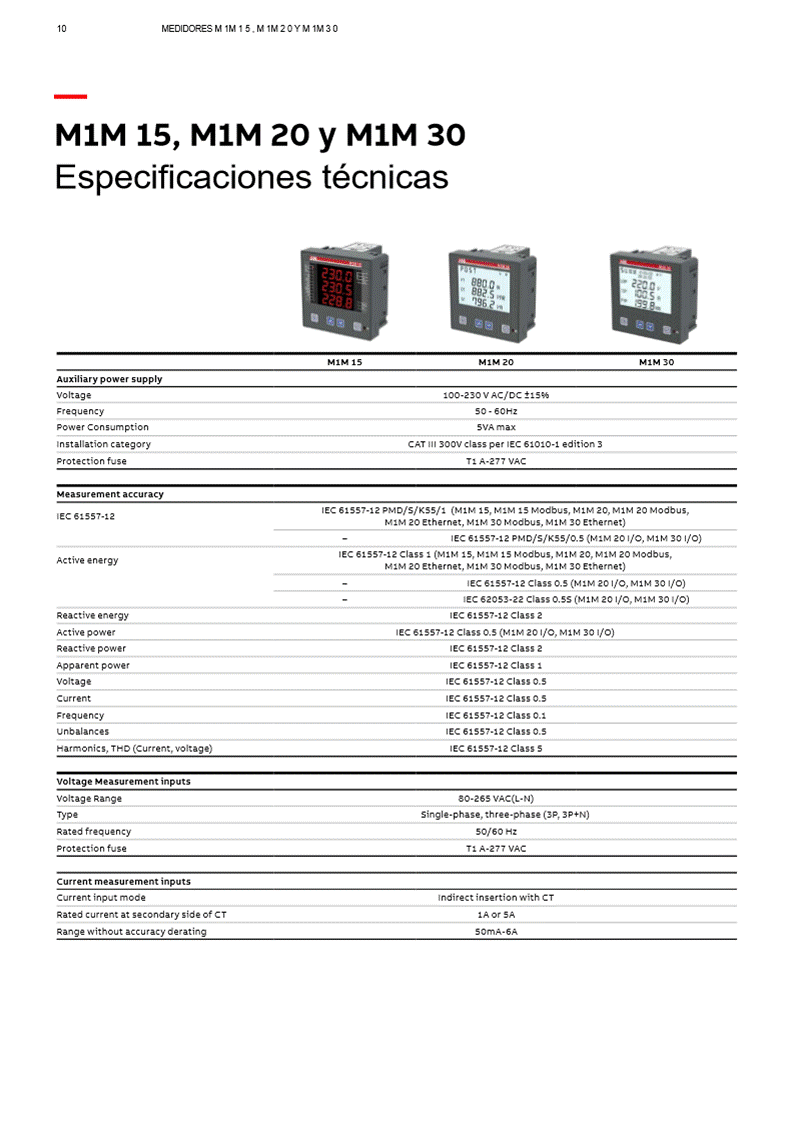 10 MEDIDORES M 1M 1 5 , M 1M 2 0 Y M 1M 3 0
M1M 15, M1M 20 y M1M 30
Especificaciones técnicas
230.0
230.5
228.8
880.0
882.5
796.2
220.0
100.5
199.8
M1M 15 M1M 20 M1M 30
Auxiliary power supply
Voltage 100-230 V AC/DC ±15%
Frequency 50 - 60Hz
Power Consumption 5VA max
Installation category CAT III 300V class per IEC 61010-1 edition 3
Protection fuse T1 A-277 VAC
Measurement accuracy
IEC 61557-12 IEC 61557-12 PMD/S/K55/1 (M1M 15, M1M 15 Modbus, M1M 20, M1M 20 Modbus,
M1M 20 Ethernet, M1M 30 Modbus, M1M 30 Ethernet)
– IEC 61557-12 PMD/S/K55/0.5 (M1M 20 I/O, M1M 30 I/O)
Active energy IEC 61557-12 Class 1 (M1M 15, M1M 15 Modbus, M1M 20, M1M 20 Modbus,
M1M 20 Ethernet, M1M 30 Modbus, M1M 30 Ethernet)
– IEC 61557-12 Class 0.5 (M1M 20 I/O, M1M 30 I/O)
– IEC 62053-22 Class 0.5S (M1M 20 I/O, M1M 30 I/O)
Reactive energy IEC 61557-12 Class 2
Active power IEC 61557-12 Class 0.5 (M1M 20 I/O, M1M 30 I/O)
Reactive power IEC 61557-12 Class 2
Apparent power IEC 61557-12 Class 1
Voltage IEC 61557-12 Class 0.5
Current IEC 61557-12 Class 0.5
Frequency IEC 61557-12 Class 0.1
Unbalances IEC 61557-12 Class 0.5
Harmonics, THD (Current, voltage) IEC 61557-12 Class 5
Voltage Measurement inputs
Voltage Range 80-265 VAC(L-N)
Type Single-phase, three-phase (3P, 3P+N)
Rated frequency 50/60 Hz
Protection fuse T1 A-277 VAC
Current measurement inputs
Current input mode Indirect insertion with CT
Rated current at secondary side of CT 1A or 5A
Range without accuracy derating 50mA-6A